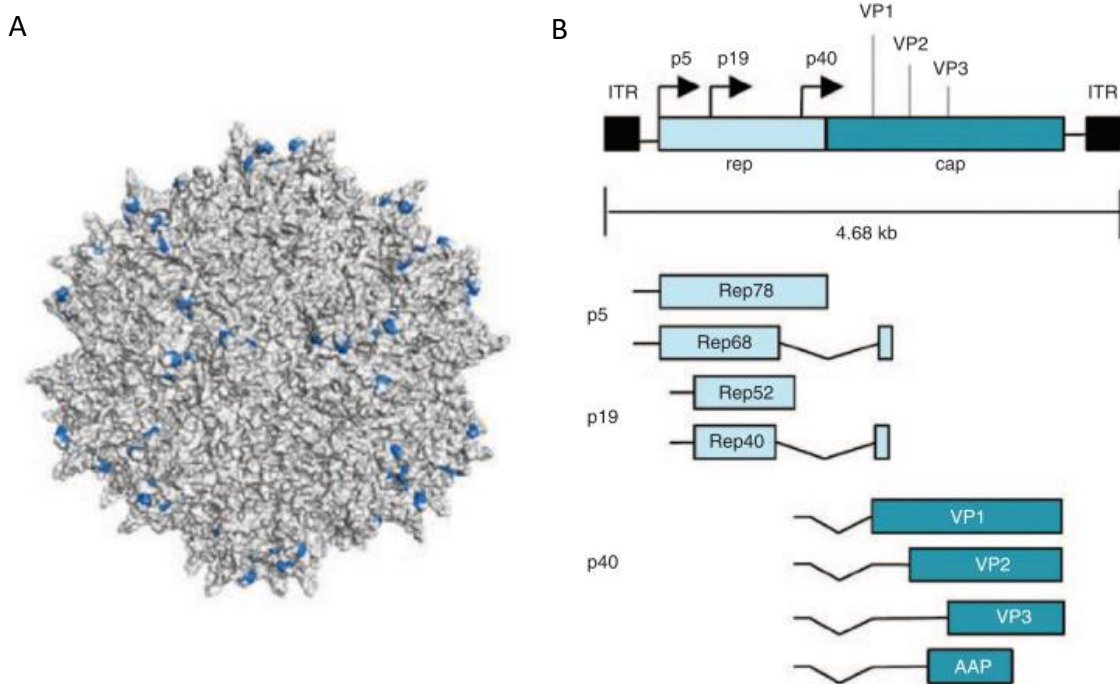 A
B
VP1
VP2
VP3
p5
p19
p40
ITR
ITR
rep
cap
4.68 kb
p5
Rep78
Rep68
p19
Rep52
Rep40
p40
VP1
VP2
VP3
AAP